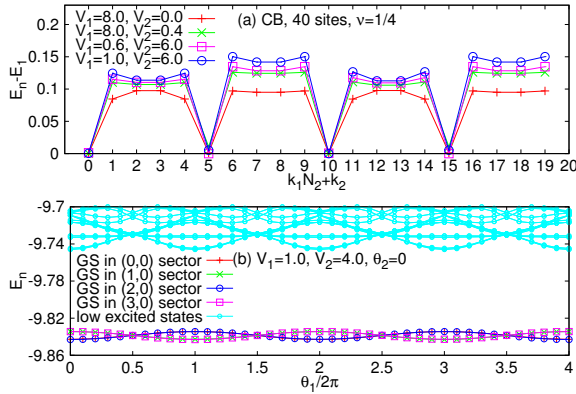 (a) CB, 40 sites, ν=1/4
V₁=8.0, V₂=0.0
V₁=8.0, V₂=0.4
V₁=0.6, V₂=6.0
V₁=1.0, V₂=6.0
Eₙ-E₁
0.2
0.15
0.1
0.05
0
0 1 2 3 4 5 6 7 8 9 10 11 12 13 14 15 16 17 18 19 20
k₁N₂+k₂
-9.7
-9.74
-9.78
-9.82
-9.86
Eₙ
(b) V₁=1.0, V₂=4.0, θ₂=0
GS in (0,0) sector
GS in (1,0) sector
GS in (2,0) sector
GS in (3,0) sector
low excited states
0 0.5 1 1.5 2 2.5 3 3.5 4
θ₁/2π